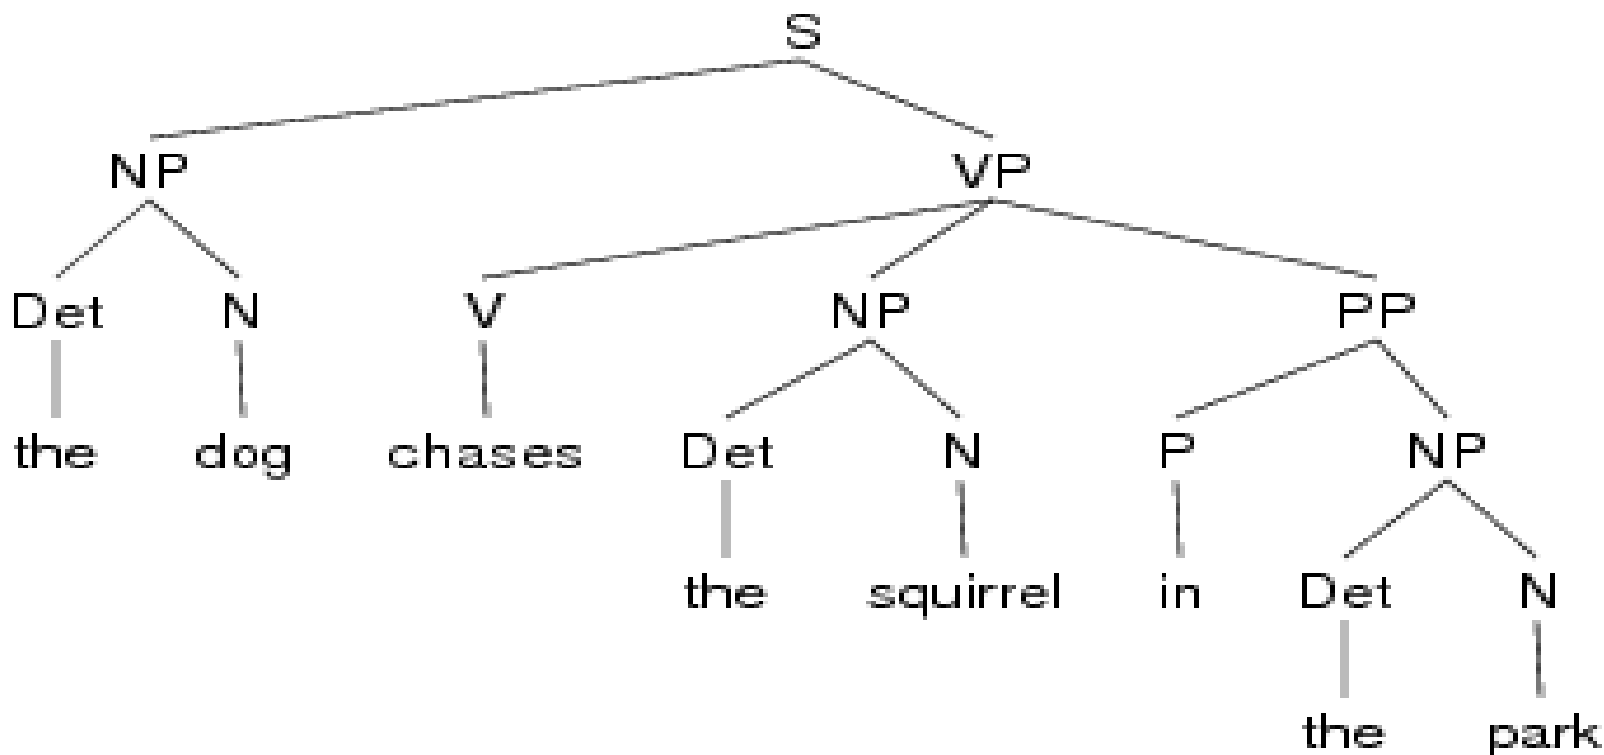 S
NP VP
Det N V NP PP
the dog chases Det N P NP
the squirrel in Det N
the park